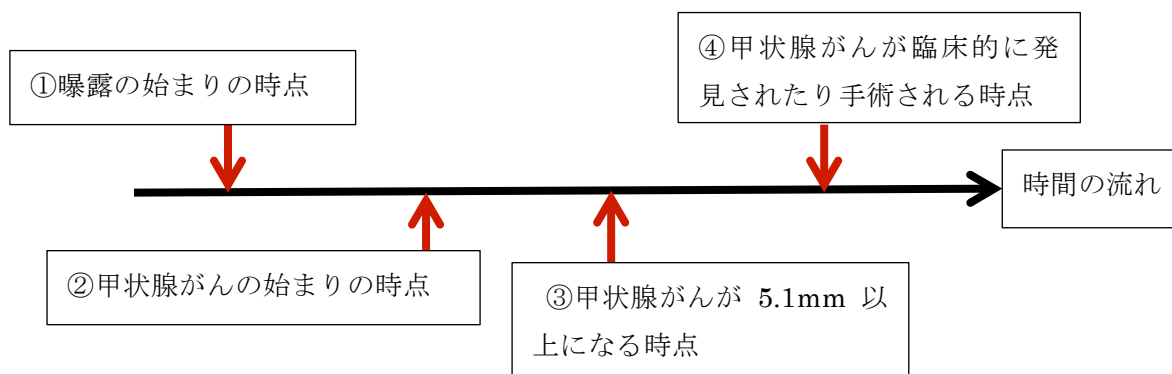 ①曝露の始まりの時点
④甲状腺がんが臨床的に発
見されたり手術される時点
時間の流れ
②甲状腺がんの始まりの時点
③甲状腺がんが 5.1mm 以
上になる時点